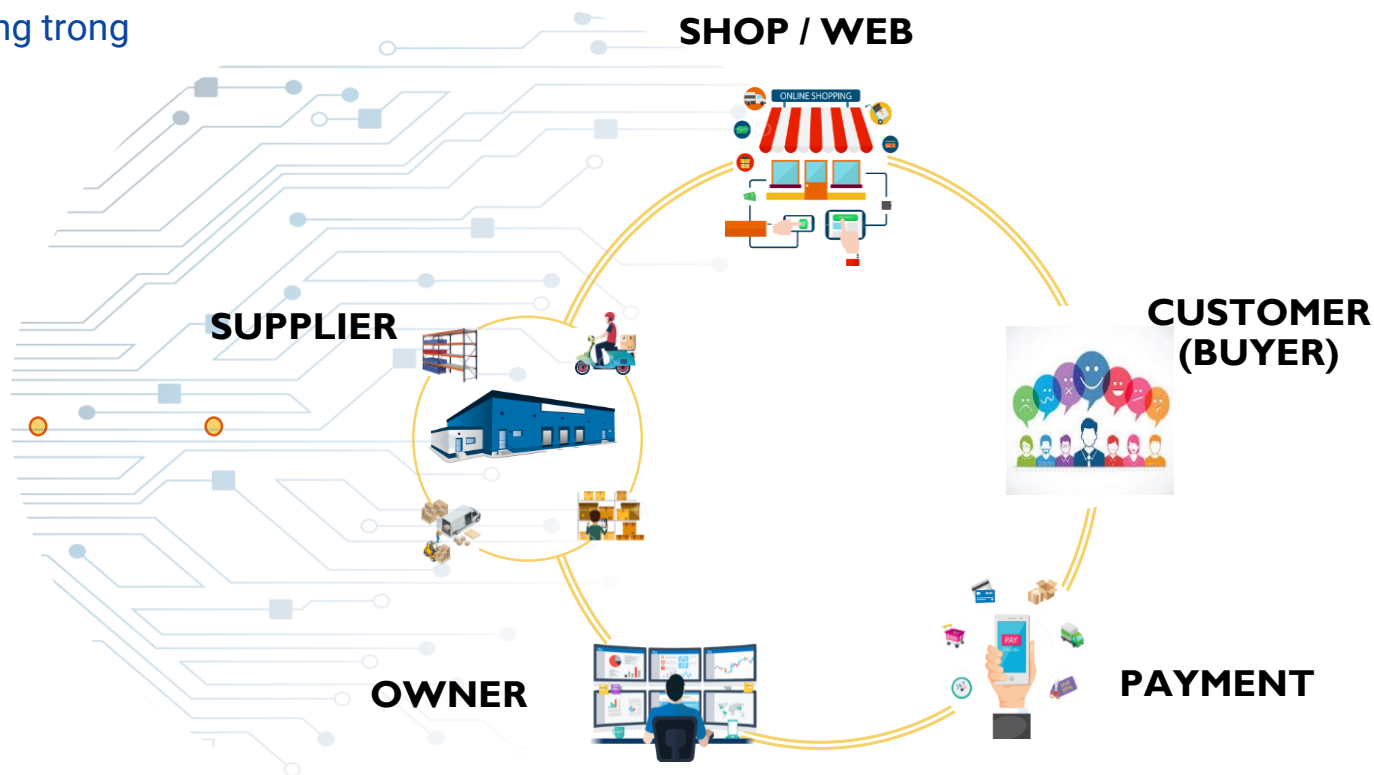 ng trong
SHOP / WEB
ONLINE SHOPPING
SUPPLIER
CUSTOMER
(BUYER)
PAY
OWNER
PAYMENT